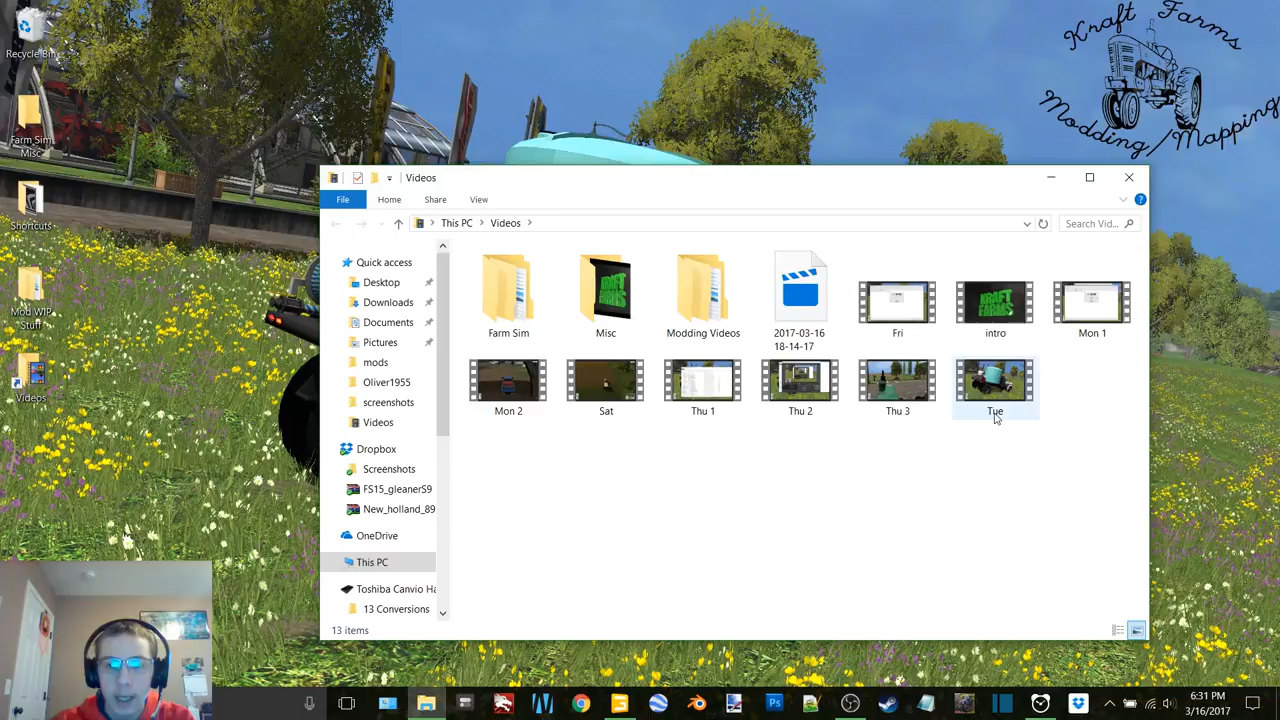 Recycle Bin
Farm Sim
Misc
Shortcuts
Mod WIP
Stuff
Videos
Kraft Farms
Modding/Mapping
Videos
File
Home
Share
View
This PC
Videos
Search Vid...
Quick access
Desktop
Downloads
Documents
Pictures
mods
Oliver1955
screenshots
Videos
Dropbox
Screenshots
FS15_gleanerS9
New_holland_89
OneDrive
This PC
Toshiba Canvio Ha
13 Conversions
KRAFT
FARMS
KRAFT
FARMS
Farm Sim
Misc
Modding Videos
2017-03-16
18-14-17
Fri
intro
Mon 1
Mon 2
Sat
Thu 1
Thu 2
Thu 3
Tue
13 items
6:31 PM
3/16/2017